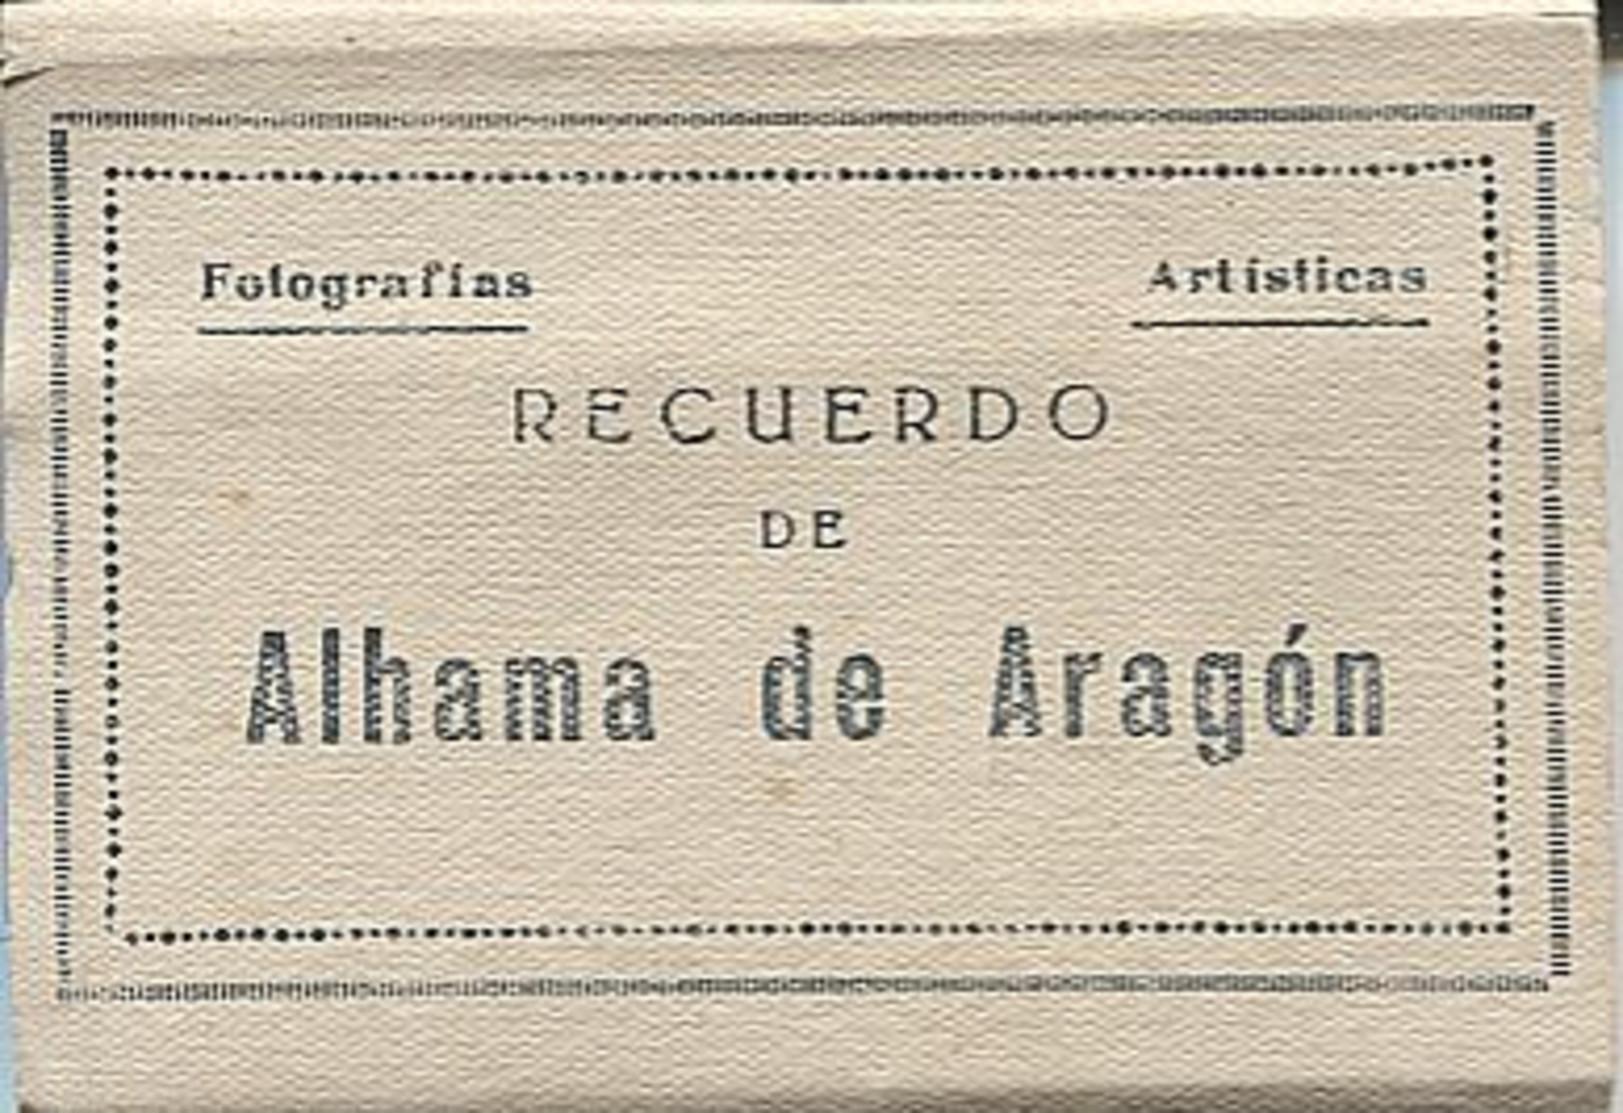 Fotografías Artísticas
RECUERDO
DE
Alhama de Aragón